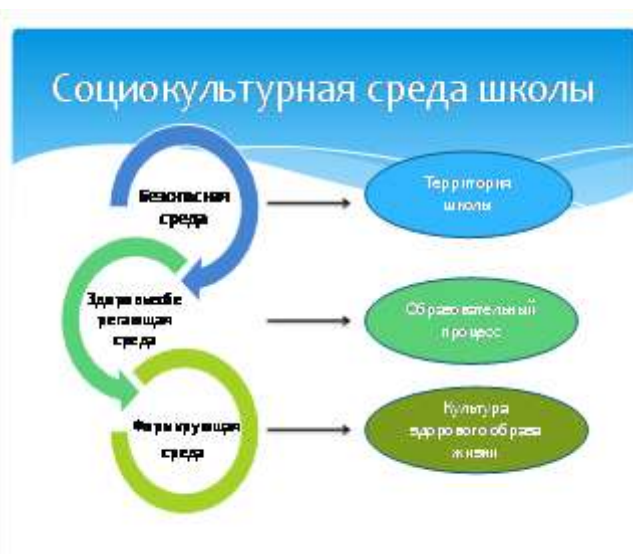 Социокультурная среда школы
Безопасная
среда
Территория
школы
Здоровьесбе
регающая
среда
Образовательный
процесс
Формирующая
среда
Культура
здорового образа
жизни